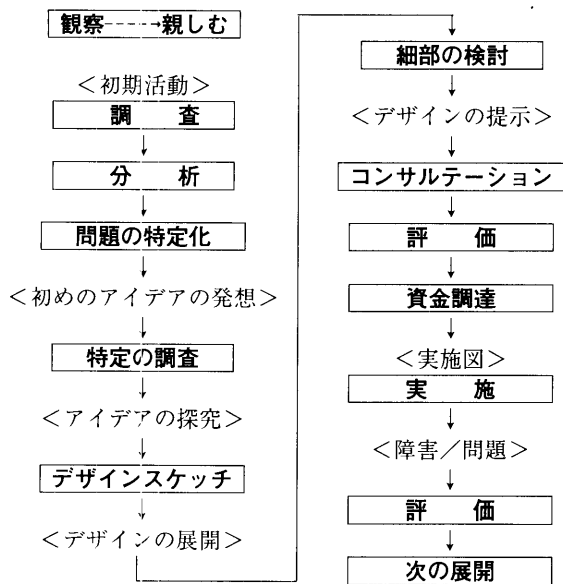 観察----→親しむ
＜初期活動＞
調　査
分　析
問題の特定化
＜初めのアイデアの発想＞
特定の調査
＜アイデアの探究＞
デザインスケッチ
＜デザインの展開＞
細部の検討
＜デザインの提示＞
コンサルテーション
評　価
資金調達
＜実施図＞
実　施
＜障害／問題＞
評　価
次の展開